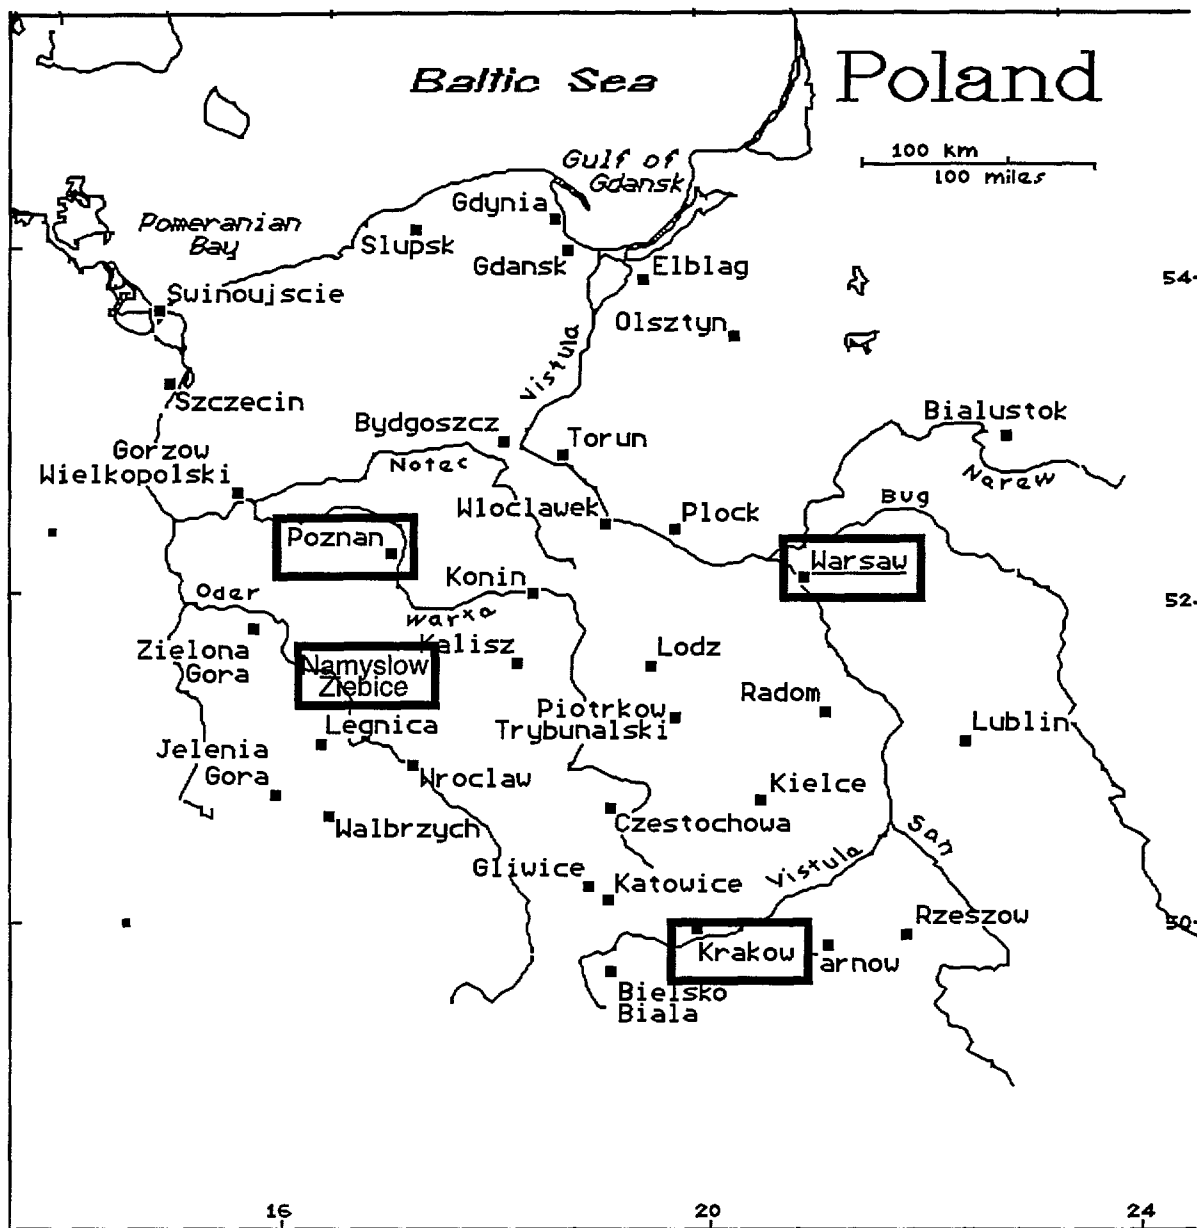 Poland
Baltic Sea
100 km
100 miles
Gulf of
Gdansk
Gdynia
Pomeranian
Bay
Slupsk
Gdansk
Elblag
54
Swinoujscie
Olsztyn
Vistula
Szczecin
Bydgoszcz
Torun
Bialustok
Gorzow
Wielkopolski
Notec
Narew
Wloclawek
Plock
Bug
Poznan
Warsaw
Konin
Oder
52
Warxa
Kalisz
Zielona
Gora
Lodz
Namyslow
Ziebice
Radom
Piotrkow
Trybunalski
Legnica
Lublin
Jelenia
Gora
Wroclaw
Kielce
Walbrzych
Czestochowa
San
Vistula
Gliwice
Katowice
Rzeszow
50
Krakow
arnow
Bielsko
Biala
16
20
24